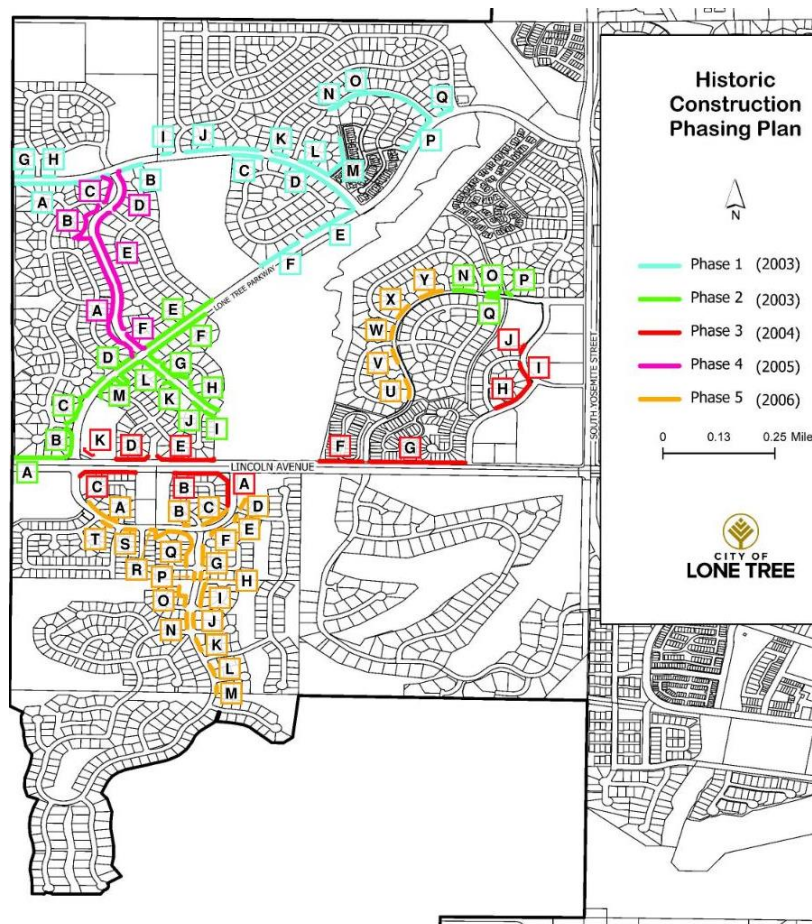 Historic
Construction
Phasing Plan
N
Phase 1 (2003)
Phase 2 (2003)
Phase 3 (2004)
Phase 4 (2005)
Phase 5 (2006)
0 0.13 0.25 Mile
CITY OF
LONE TREE
N O Q
I J K L P
G H C D M
A C B D
B E
E F
A LONE TREE PARKWAY
E F
F
D G
L H
M K
C J I
B
A
Y N O P
X Q
W J
V I
U H
SOUTH YOSEMITE STREET
K D E F G
LINCOLN AVENUE
C B A
A B C D
T S Q F E
R P G H
O I
N J
K
L
M